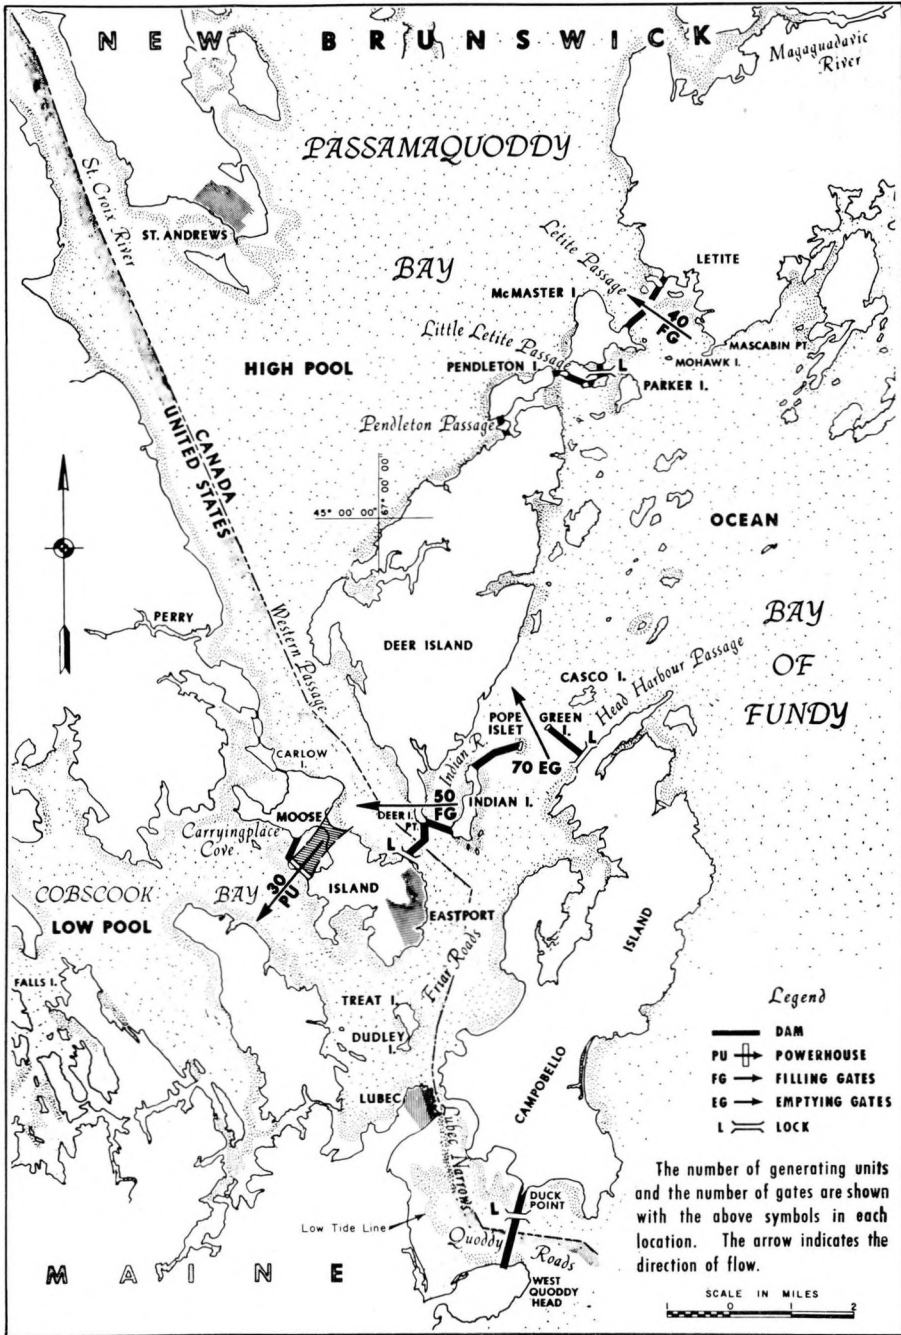 NEW BRUNSWICK
Magaguadavic
River
PASSAMAQUODDY
St. Croix River
ST. ANDREWS
Letite Passage
LETITE
BAY
McMASTER I.
40
FG
Little Letite Passage
MASCABIN PT.
HIGH POOL
PENDLETON I.
L
MOHAWK I.
PARKER I.
Pendleton Passage
CANADA
UNITED STATES
45° 00' 00"
67° 00' 00"
OCEAN
PERRY
Western Passage
BAY
OF
FUNDY
DEER ISLAND
CASCO I.
Head Harbour Passage
POPE
ISLET
GREEN
I.
L
Indian R.
70 EG
CARLOW
I.
50
FG
INDIAN I.
MOOSE
DEER I.
PT.
Carryingplace
Cove
L
30
PU
ISLAND
COBSCOOK
BAY
LOW POOL
EASTPORT
ISLAND
Friar Roads
FALLS I.
TREAT I.
DUDLEY
I.
Legend
DAM
PU POWERHOUSE
FG FILLING GATES
EG EMPTYING GATES
L LOCK
LUBEC
CAMPOBELLO
Lubec Narrows
The number of generating units
and the number of gates are shown
with the above symbols in each
location. The arrow indicates the
direction of flow.
L
DUCK
POINT
Low Tide Line
Quoddy Roads
MAINE
WEST
QUODDY
HEAD
SCALE IN MILES
1 0 1 2